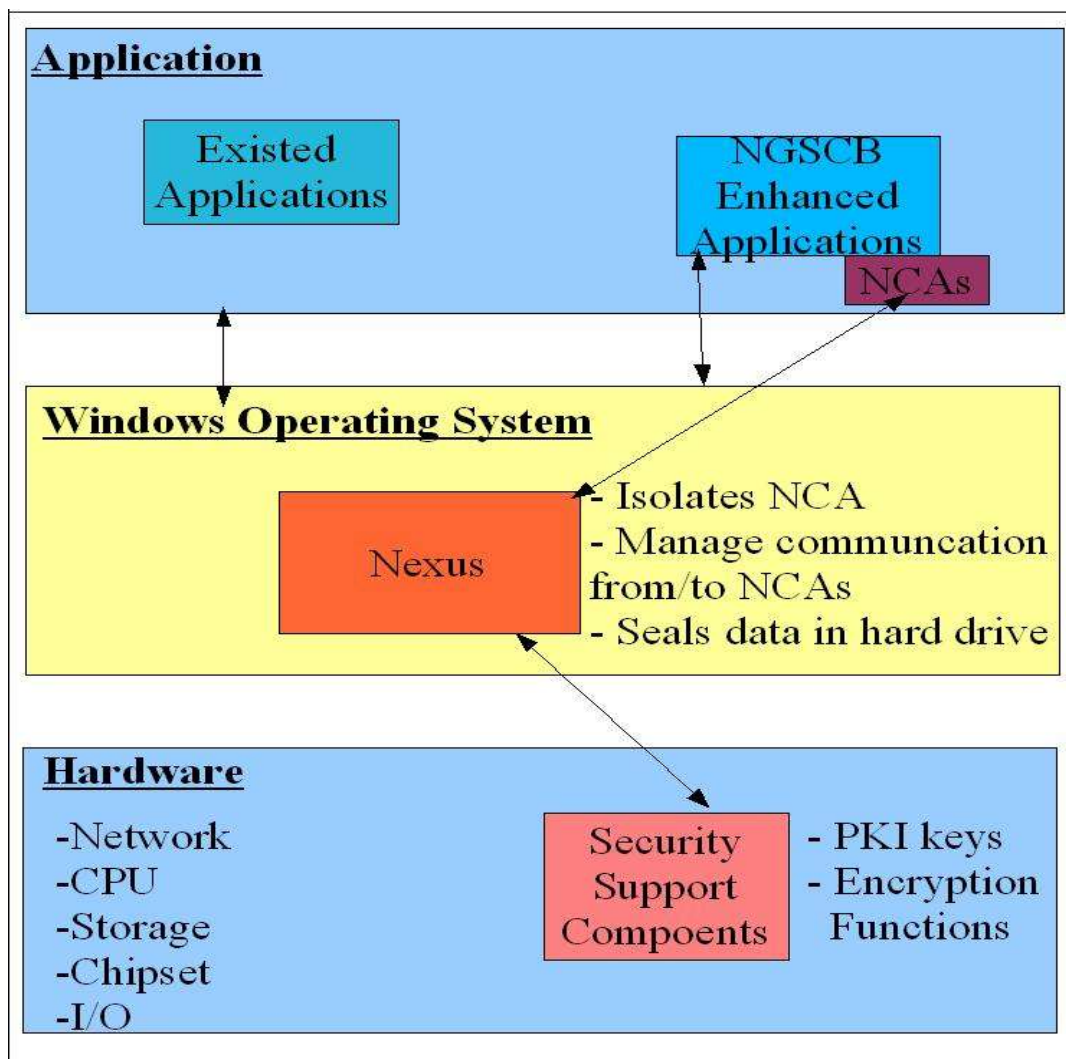 Application
Existed
Applications
NGSCB
Enhanced
Applications
NCAs
Windows Operating System
Nexus
- Isolates NCA
- Manage communcation
from/to NCAs
- Seals data in hard drive
Hardware
-Network
-CPU
-Storage
-Chipset
-I/O
Security
Support
Compoents
- PKI keys
- Encryption
Functions